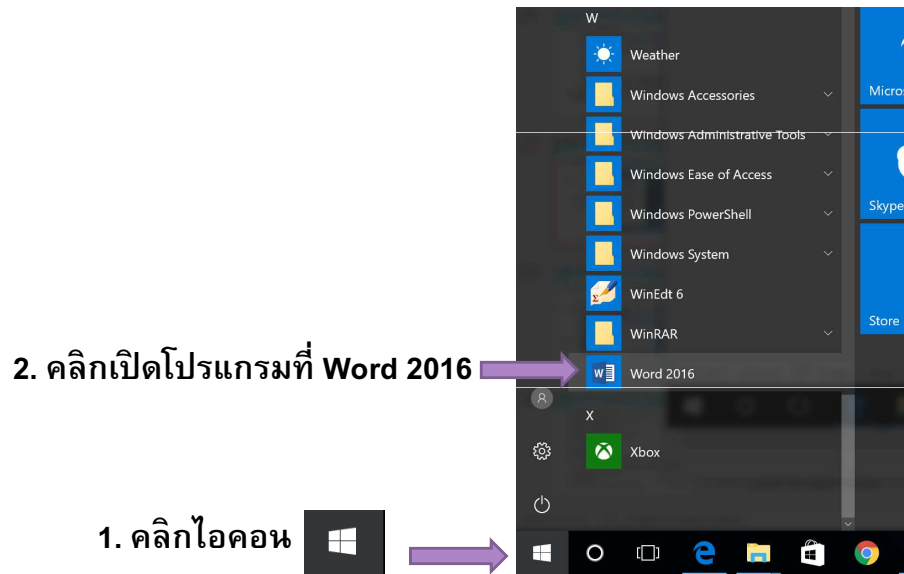 W
Weather
Windows Accessories
Windows Administrative Tools
Windows Ease of Access
Windows PowerShell
Windows System
WinEdt 6
WinRAR
Word 2016
X
Xbox
Skype
Store
2. คลิกเปิดโปรแกรมที่ Word 2016
1. คลิกไอคอน